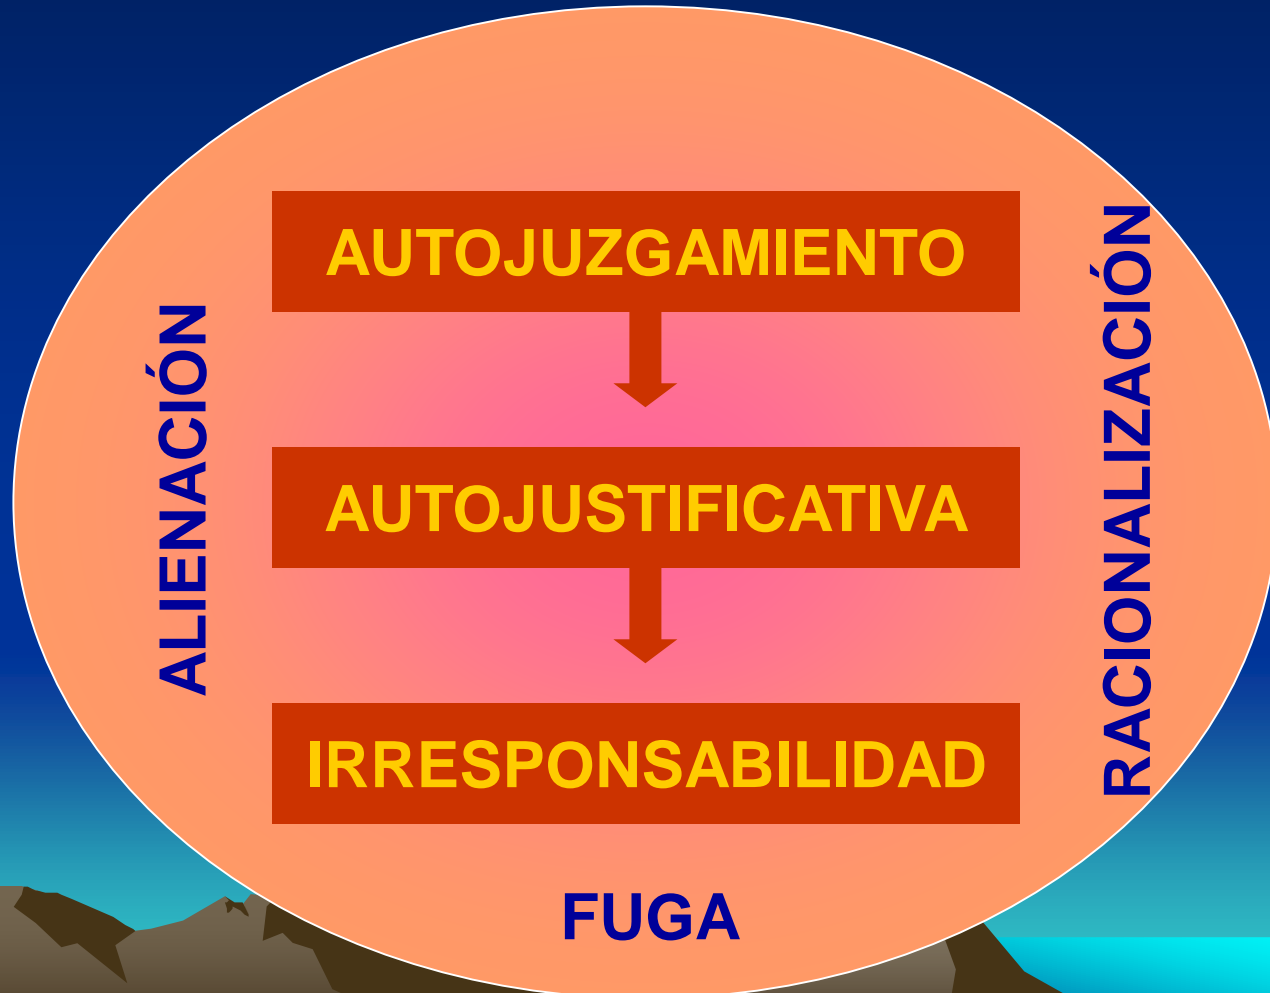 AUTOJUZGAMIENTO
ALIENACIÓN
RACIONALIZACIÓN
AUTOJUSTIFICATIVA
IRRESPONSABILIDAD
FUGA